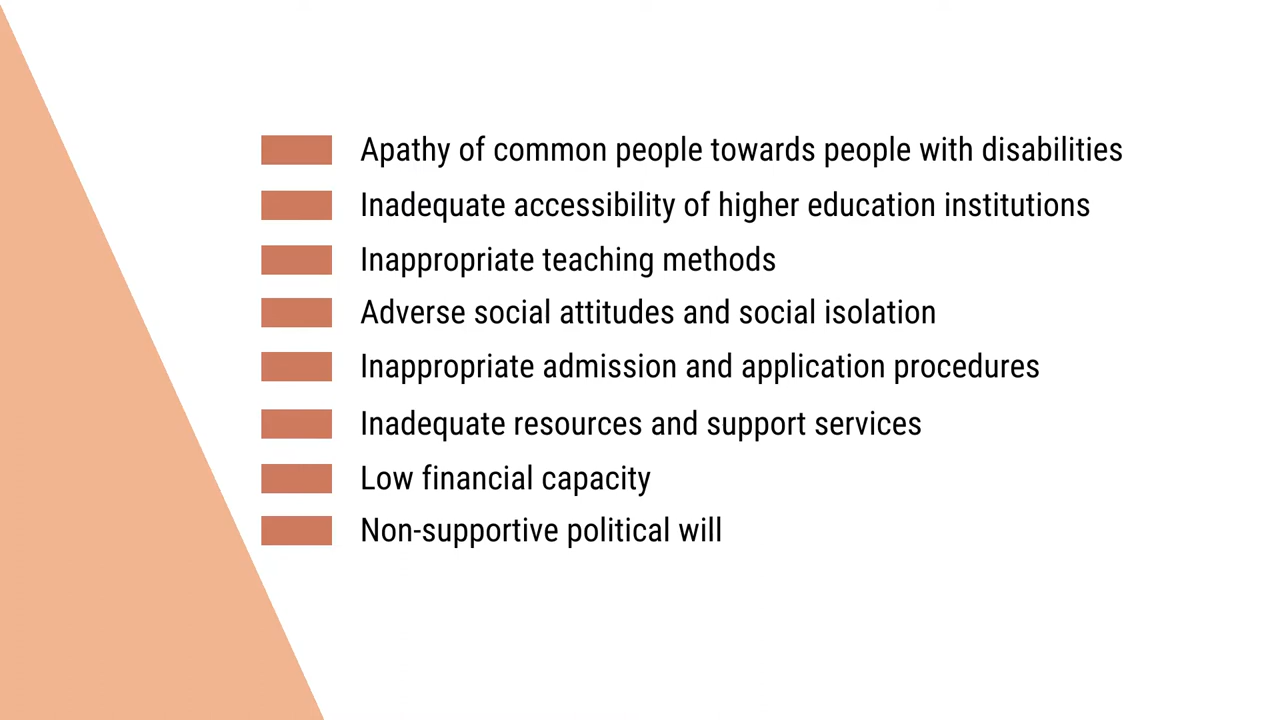 Apathy of common people towards people with disabilities
Inadequate accessibility of higher education institutions
Inappropriate teaching methods
Adverse social attitudes and social isolation
Inappropriate admission and application procedures
Inadequate resources and support services
Low financial capacity
Non-supportive political will